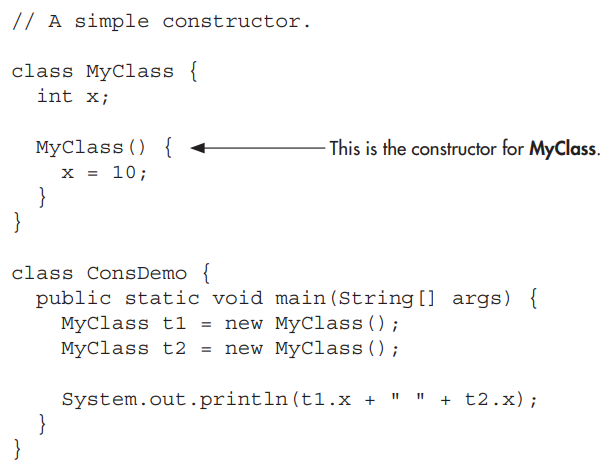 // A simple constructor.
class MyClass {
int x;
MyClass() {
This is the constructor for MyClass.
x = 10;
}
}
class ConsDemo {
public static void main(String[] args) {
MyClass t1 = new MyClass();
MyClass t2 = new MyClass();
System.out.println(t1.x + " " + t2.x);
}
}